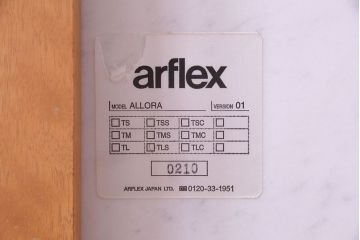 arflex
MODEL ALLORA VERSION 01
TS TSS TSC
TM TMS TMC
TL TLS TLC
0210
ARFLEX JAPAN LTD. 0120-33-1951